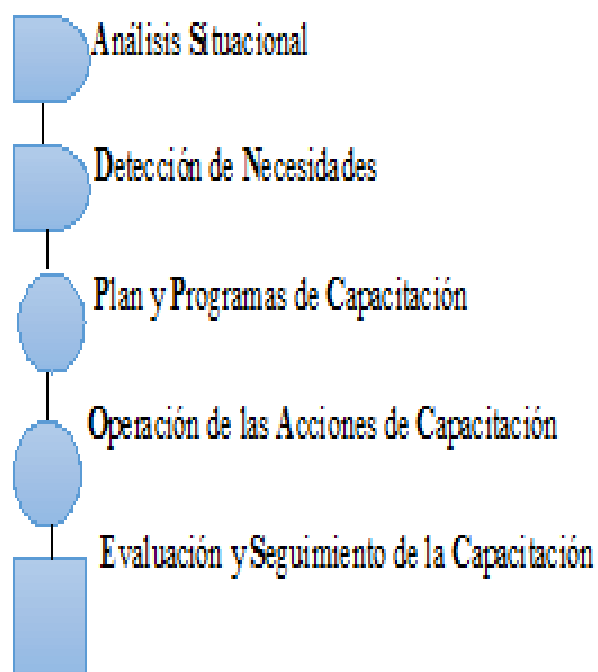 Análisis Situacional
Detección de Necesidades
Plan y Programas de Capacitación
Operación de las Acciones de Capacitación
Evaluación y Seguimiento de la Capacitación